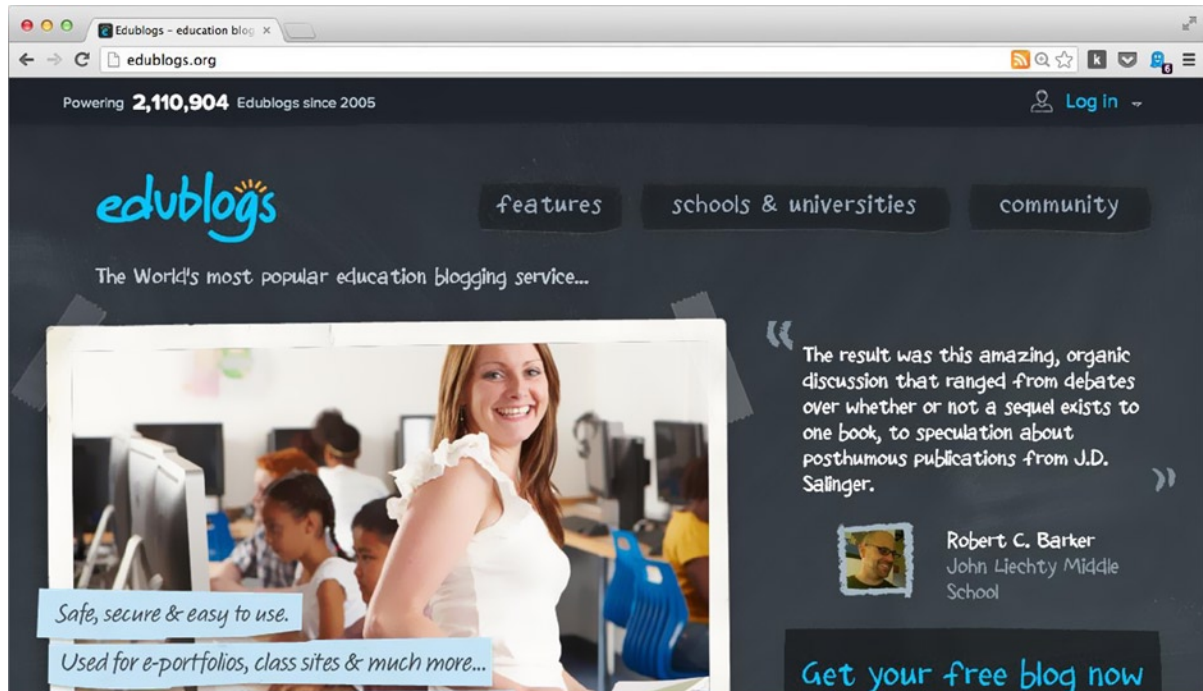 Edublogs – education blog
edublogs.org
6
Powering 2,110,904 Edublogs since 2005
Log in
edublogs
features
schools & universities
community
The World's most popular education blogging service...
“
The result was this amazing, organic
discussion that ranged from debates
over whether or not a sequel exists to
one book, to speculation about
posthumous publications from J.D.
Salinger.
”
Robert C. Barker
John Liechty Middle
School
Safe, secure & easy to use.
Used for e-portfolios, class sites & much more...
Get your free blog now